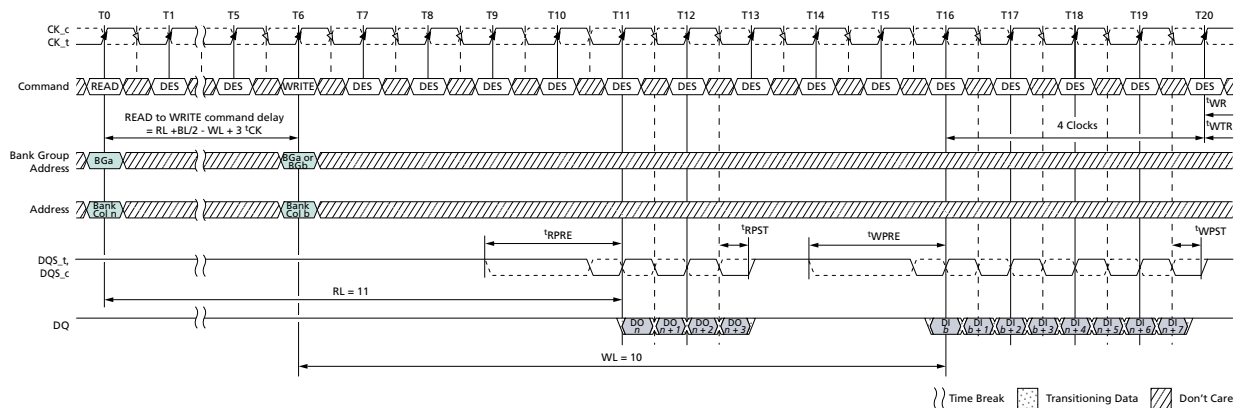 T0 T1 T5 T6 T7 T8 T9 T10 T11 T12 T13 T14 T15 T16 T17 T18 T19 T20
CK_c
CK_t
Command READ DES DES WRITE DES DES DES DES DES DES DES DES DES DES DES DES DES DES
READ to WRITE command delay
= RL +BL/2 - WL + 3 tCK
4 Clocks
tWR
tWTR
Bank Group
Address
BGa
BGa or
BGb
Address
Bank
Col n
Bank
Col b
tRPRE tRPST tWPRE tWPST
DQS_t,
DQS_c
RL = 11
DQ
DO
n
DO
n + 1
DO
n + 2
DO
n + 3
DI
b
DI
b + 1
DI
b + 2
DI
b + 3
DI
n + 4
DI
n + 5
DI
n + 6
DI
n + 7
WL = 10
Time Break Transitioning Data Don't Care